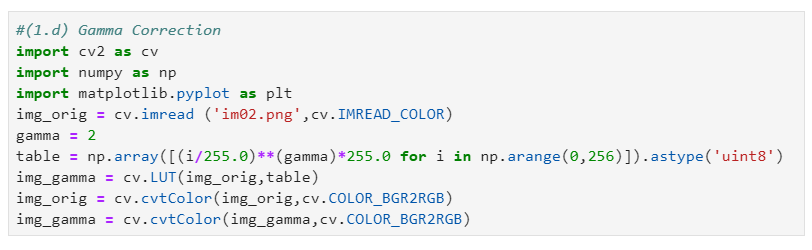 #(1.d) Gamma Correction
import cv2 as cv
import numpy as np
import matplotlib.pyplot as plt
img_orig = cv.imread ('im02.png',cv.IMREAD_COLOR)
gamma = 2
table = np.array([(i/255.0)**(gamma)*255.0 for i in np.arange(0,256)]).astype('uint8')
img_gamma = cv.LUT(img_orig,table)
img_orig = cv.cvtColor(img_orig,cv.COLOR_BGR2RGB)
img_gamma = cv.cvtColor(img_gamma,cv.COLOR_BGR2RGB)